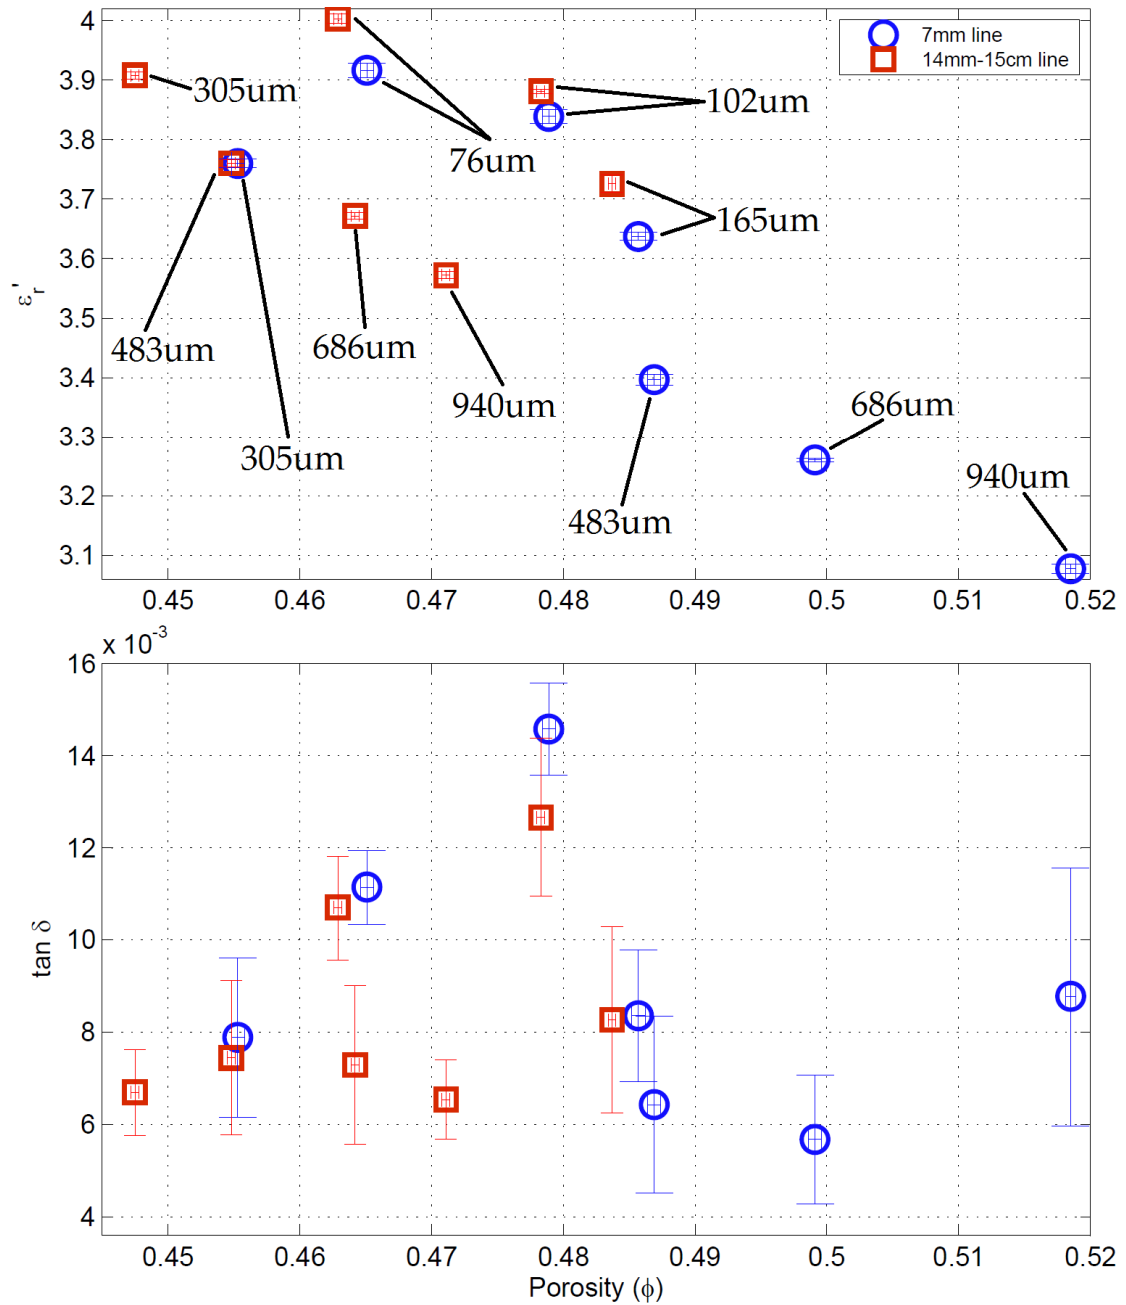 4
3.9
3.8
3.7
3.6
3.5
3.4
3.3
3.2
3.1
εr'
7mm line
14mm-15cm line
305um
76um
102um
165um
483um
686um
940um
305um
686um
483um
940um
0.45
0.46
0.47
0.48
0.49
0.5
0.51
0.52
x 10-3
16
14
12
10
8
6
4
tan δ
0.45
0.46
0.47
0.48
0.49
0.5
0.51
0.52
Porosity (ϕ)